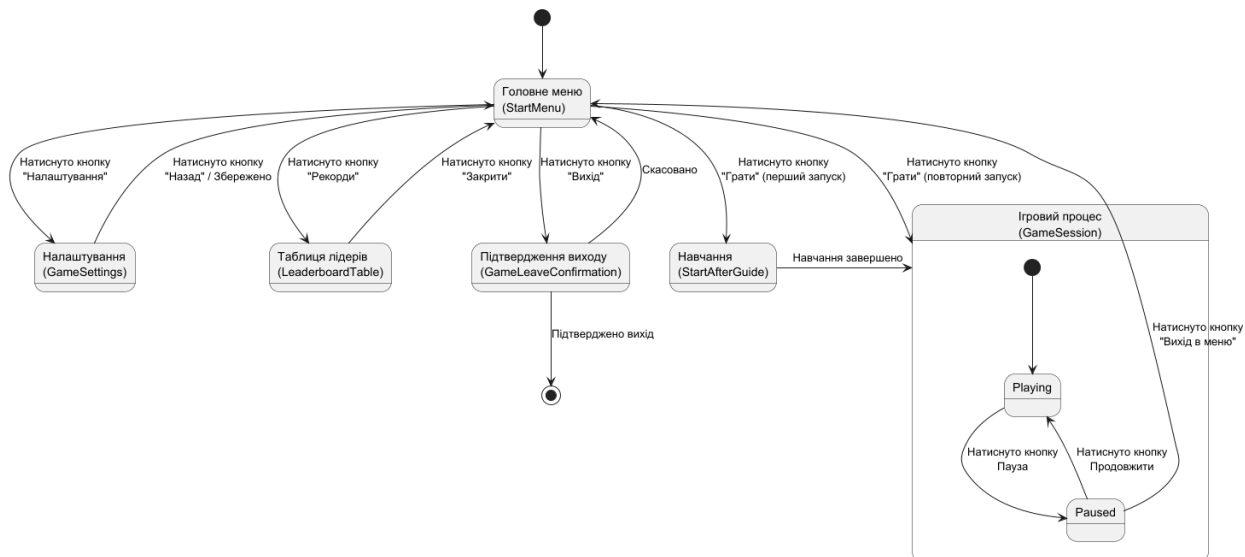 Головне меню
(StartMenu)
Натиснуто кнопку
"Налаштування"
Натиснуто кнопку
"Назад" / Збережено
Натиснуто кнопку
"Рекорди"
Натиснуто кнопку
"Закрити"
Натиснуто кнопку
"Вихід"
Скасовано
Натиснуто кнопку
"Грати" (перший запуск)
Натиснуто кнопку
"Грати" (повторний запуск)
Налаштування
(GameSettings)
Таблиця лідерів
(LeaderboardTable)
Підтвердження виходу
(GameLeaveConfirmation)
Навчання
(StartAfterGuide)
Навчання завершено
Ігровий процес
(GameSession)
Підтверджено вихід
Натиснуто кнопку
"Вихід в меню"
Playing
Натиснуто кнопку
Пауза
Натиснуто кнопку
Продовжити
Paused